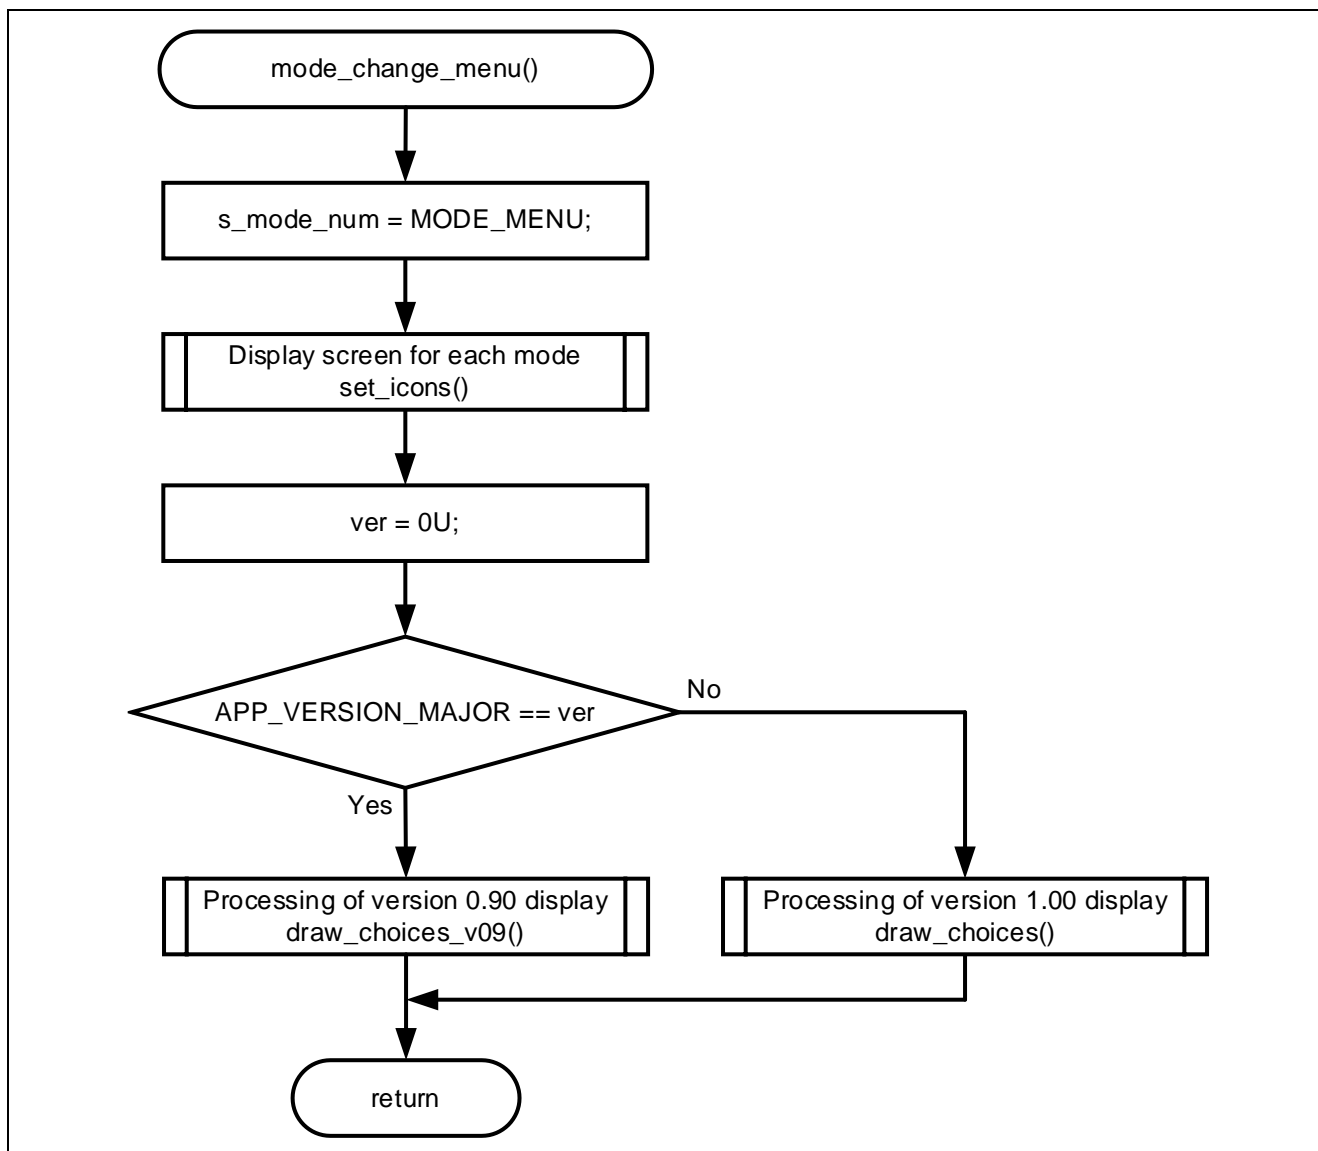 mode_change_menu()
s_mode_num = MODE_MENU;
Display screen for each mode
set_icons()
ver = 0U;
APP_VERSION_MAJOR == ver
No
Yes
Processing of version 0.90 display
draw_choices_v09()
Processing of version 1.00 display
draw_choices()
return